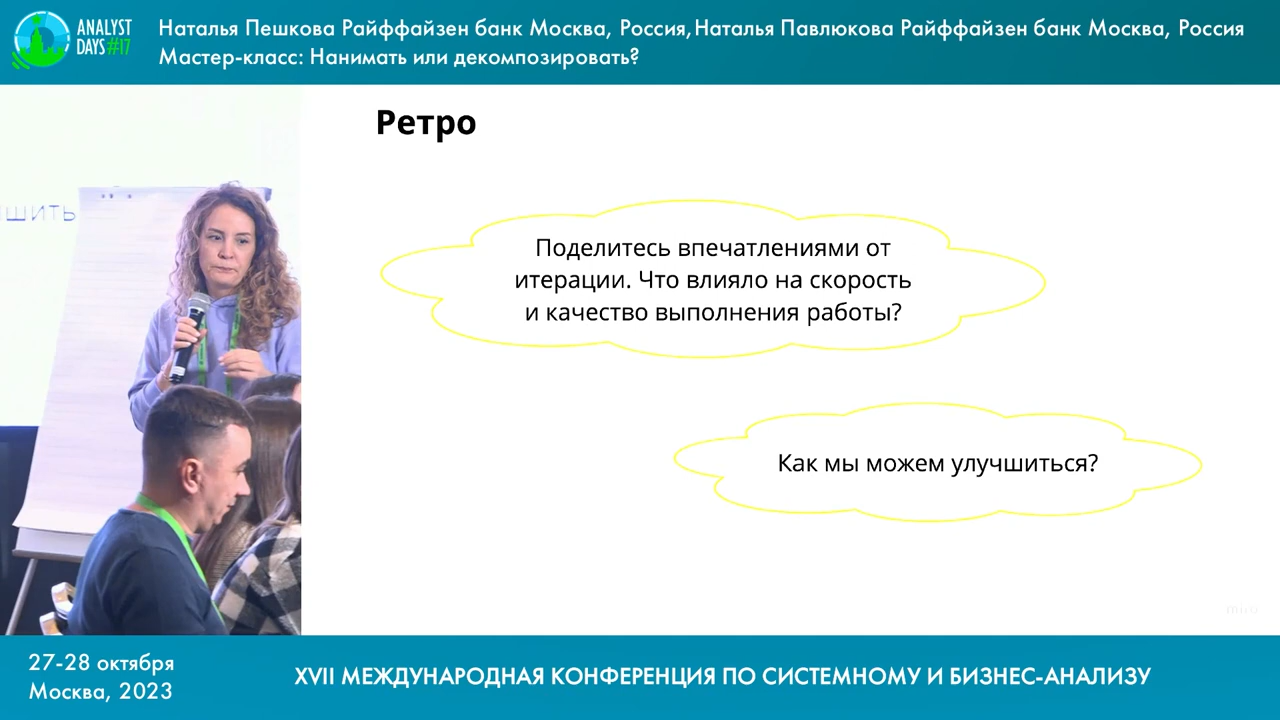 ANALYST
DAYS#17
Наталья Пешкова Райффайзен банк Москва, Россия,Наталья Павлюкова Райффайзен банк Москва, Россия
Мастер-класс: Нанимать или декомпозировать?
Ретро
шить
Поделитесь впечатлениями от
итерации. Что влияло на скорость
и качество выполнения работы?
Как мы можем улучшиться?
miro
27-28 октября
Москва, 2023
XVII МЕЖДУНАРОДНАЯ КОНФЕРЕНЦИЯ ПО СИСТЕМНОМУ И БИЗНЕС-АНАЛИЗУ